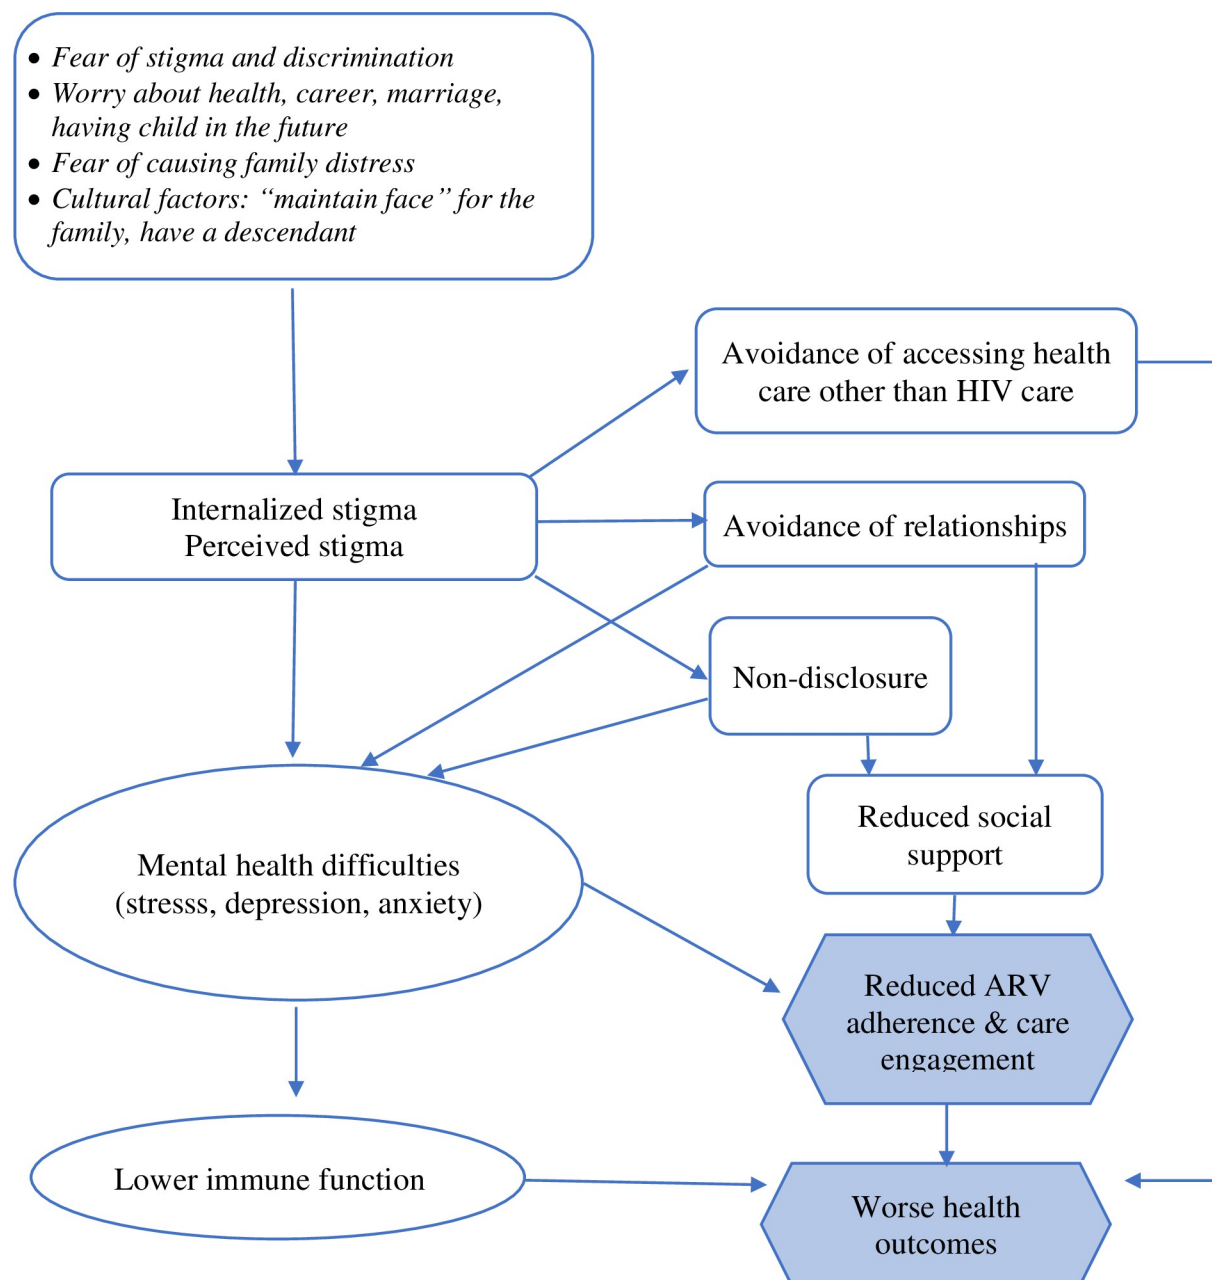 • Fear of stigma and discrimination
• Worry about health, career, marriage,
having child in the future
• Fear of causing family distress
• Cultural factors: “maintain face” for the
family, have a descendant
Avoidance of accessing health
care other than HIV care
Internalized stigma
Perceived stigma
Avoidance of relationships
Non-disclosure
Reduced social
support
Mental health difficulties
(stresss, depression, anxiety)
Reduced ARV
adherence & care
engagement
Lower immune function
Worse health
outcomes